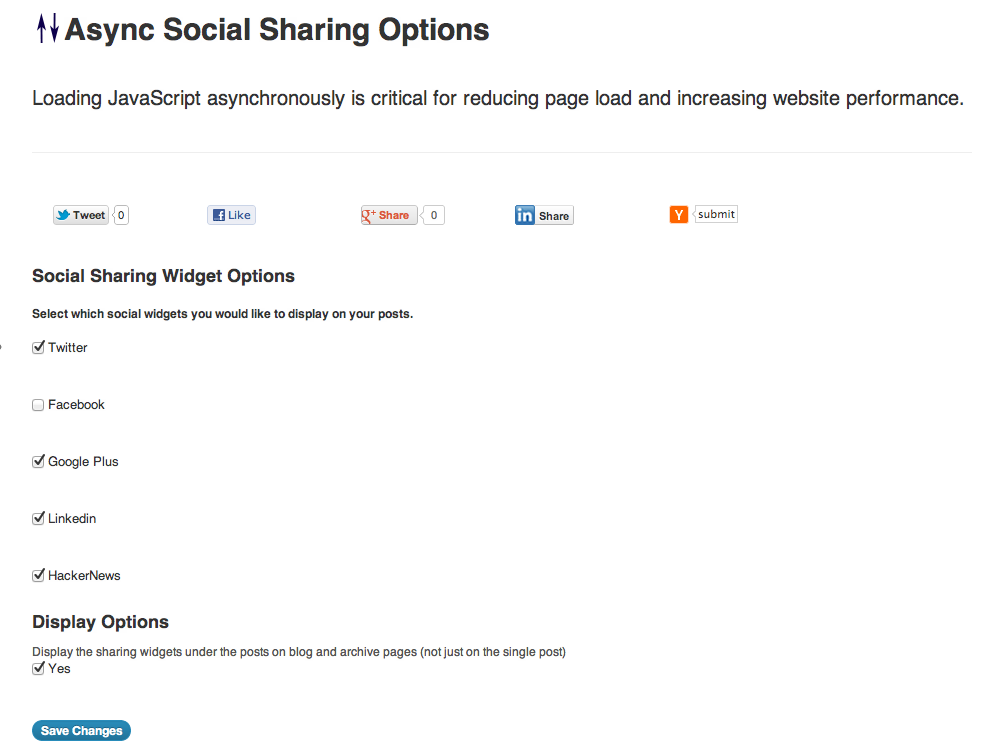 Async Social Sharing Options
Loading JavaScript asynchronously is critical for reducing page load and increasing website performance.
Tweet 0 Like g+ Share 0 in Share Y submit
Social Sharing Widget Options
Select which social widgets you would like to display on your posts.
Twitter
Facebook
Google Plus
Linkedin
HackerNews
Display Options
Display the sharing widgets under the posts on blog and archive pages (not just on the single post)
Yes
Save Changes